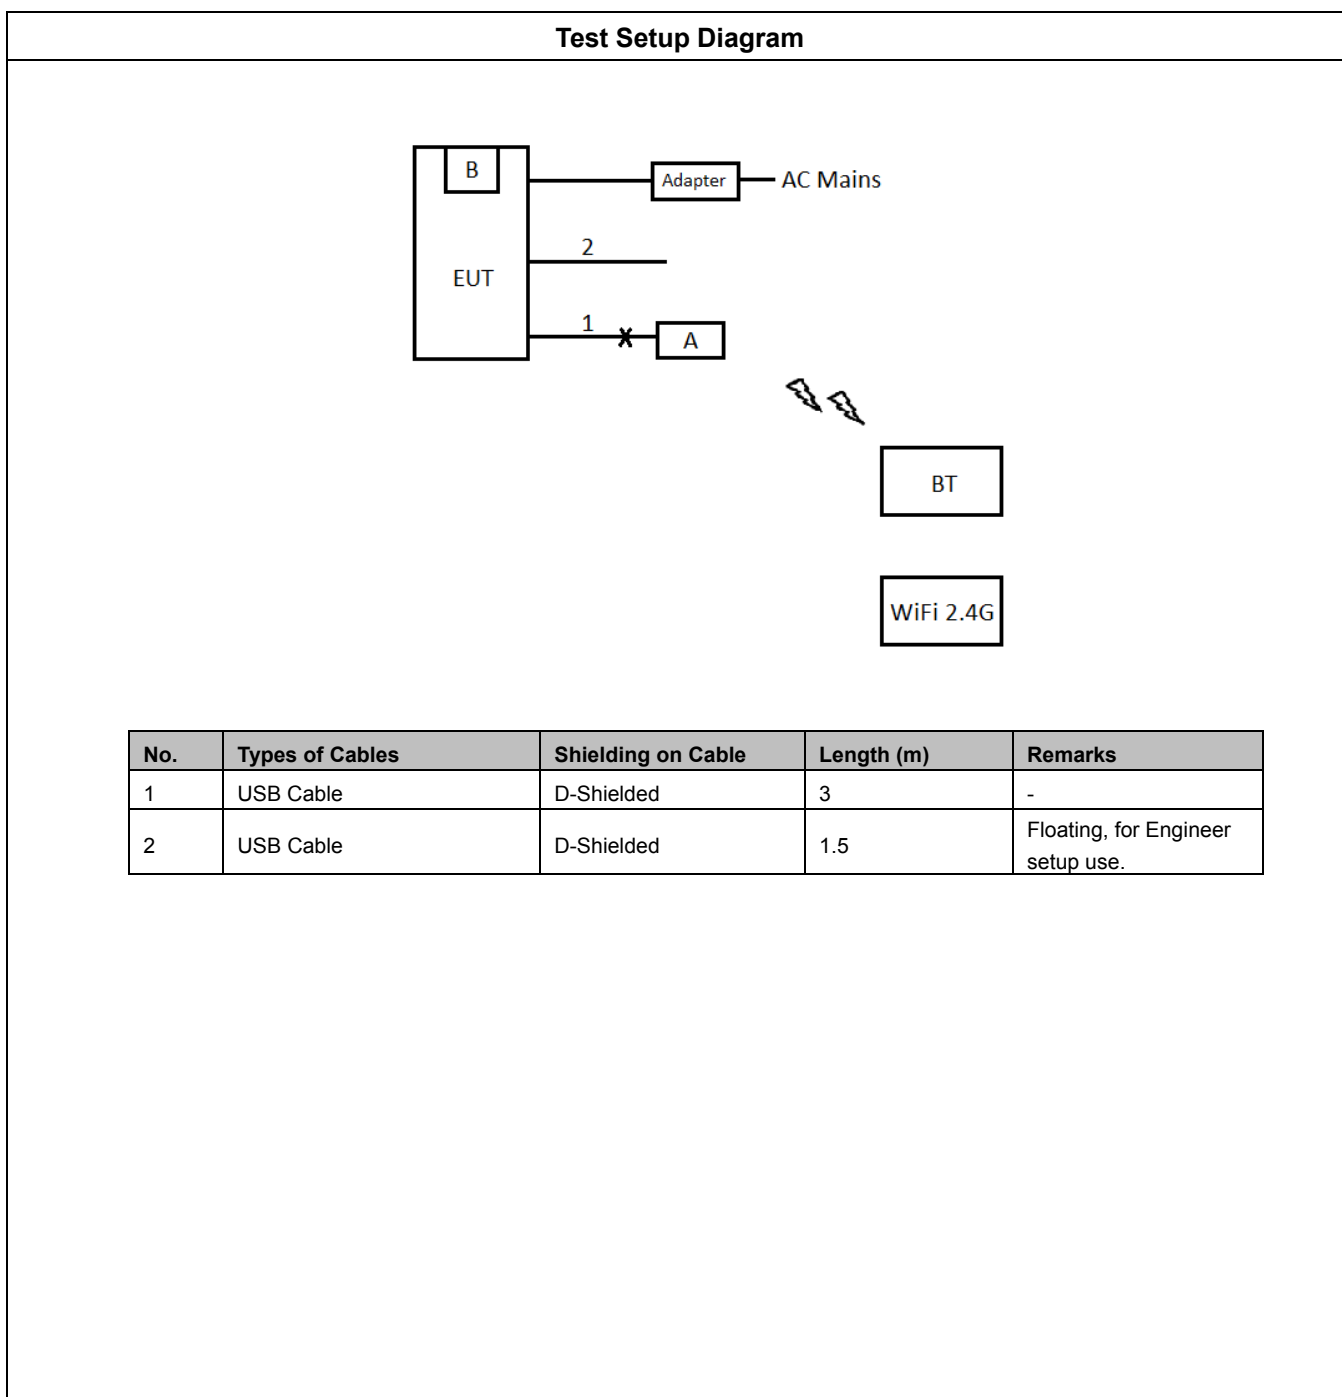 Test Setup Diagram
B
Adapter
AC Mains
2
EUT
1
A
BT
WiFi 2.4G
No. Types of Cables Shielding on Cable Length (m) Remarks
1 USB Cable D-Shielded 3 -
2 USB Cable D-Shielded 1.5 Floating, for Engineer
setup use.